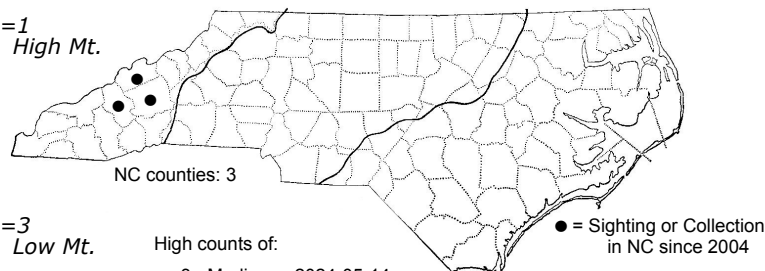 =1
High Mt.
NC counties: 3
=3
Low Mt.
High counts of:
● = Sighting or Collection
in NC since 2004